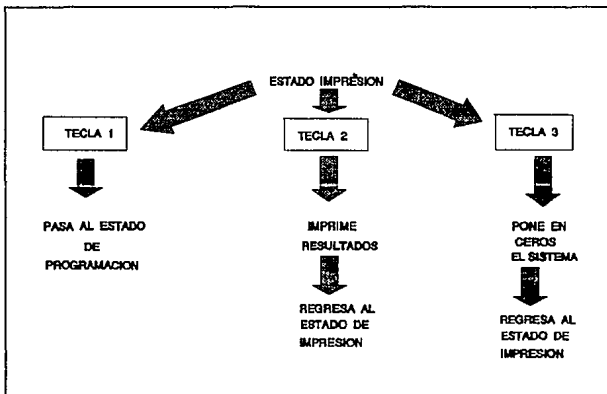 ESTADO IMPRESION
TECLA 1
TECLA 2
TECLA 3
PASA AL ESTADO
DE
PROGRAMACION
IMPRIME
RESULTADOS
REGRESA AL
ESTADO DE
IMPRESION
PONE EN
CEROS
EL SISTEMA
REGRESA AL
ESTADO DE
IMPRESION